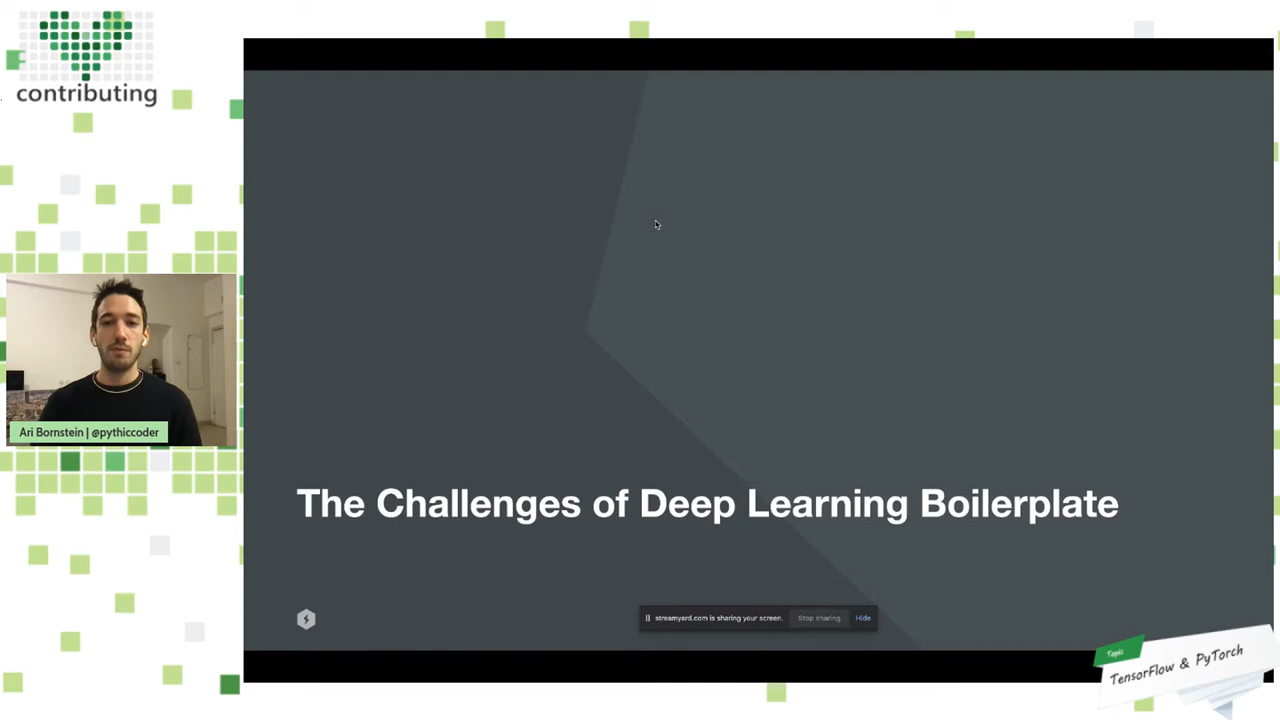 contributing
The Challenges of Deep Learning Boilerplate
Ari Bornstein | @pythiccoder
streamyard.com is sharing your screen.
Stop sharing
Hide
Topic
TensorFlow & PyTorch